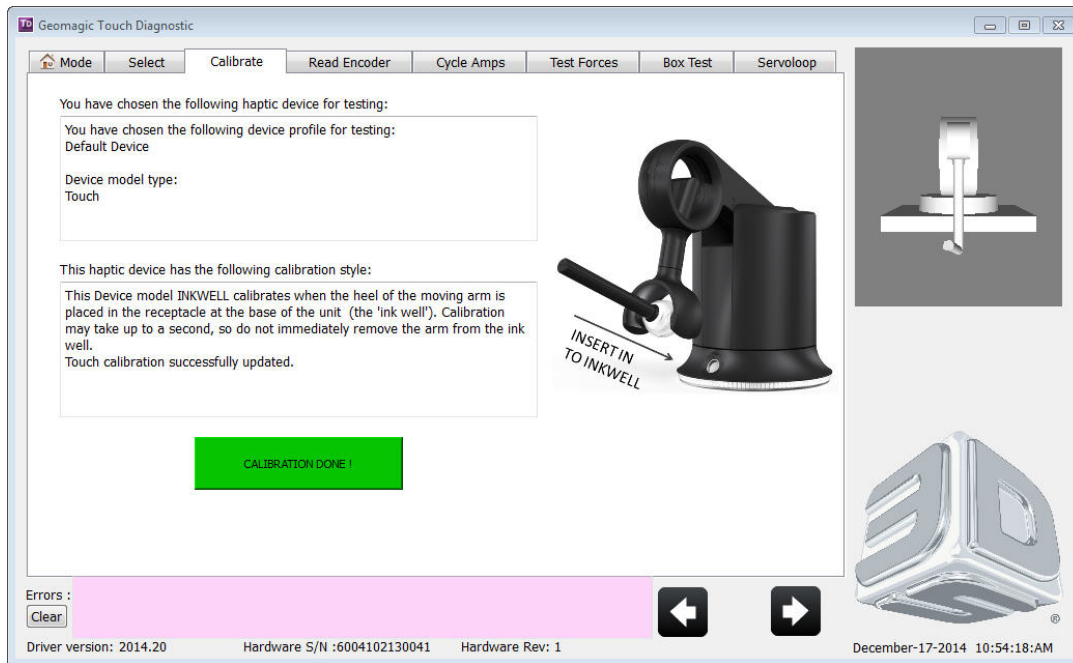 TD Geomagic Touch Diagnostic
Mode Select Calibrate Read Encoder Cycle Amps Test Forces Box Test Servoloop
You have chosen the following haptic device for testing:
You have chosen the following device profile for testing:
Default Device
Device model type:
Touch
This haptic device has the following calibration style:
This Device model INKWELL calibrates when the heel of the moving arm is
placed in the receptacle at the base of the unit (the 'ink well'). Calibration
may take up to a second, so do not immediately remove the arm from the ink
well.
Touch calibration successfully updated.
INSERT IN
TO INKWELL
CALIBRATION DONE !
3D
®
Errors :
Clear
Driver version: 2014.20 Hardware S/N :6004102130041 Hardware Rev: 1 December-17-2014 10:54:18:AM